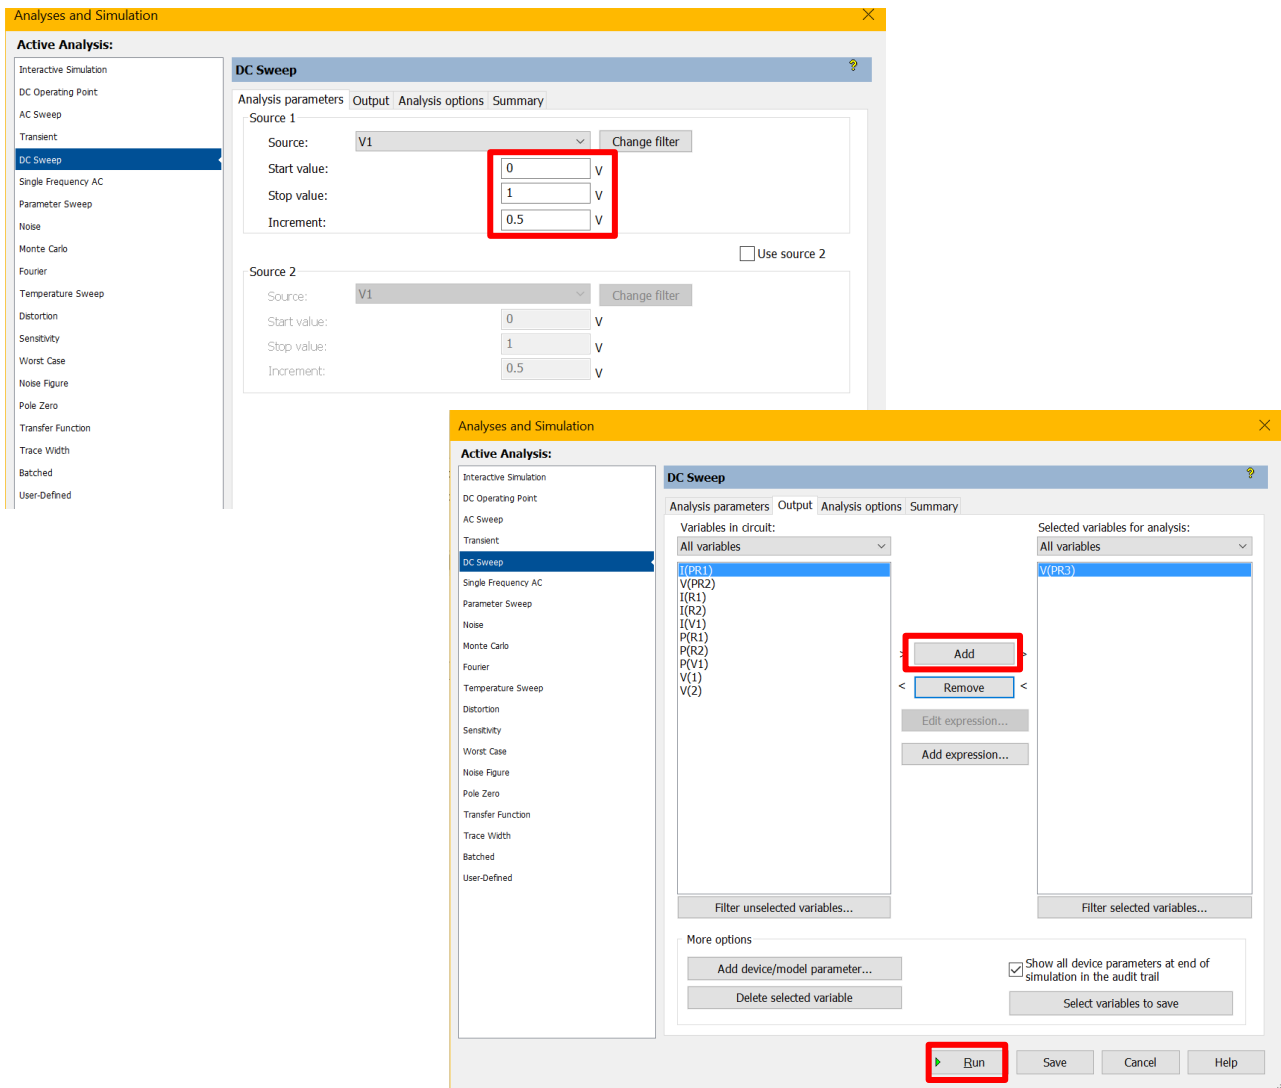 Analyses and Simulation
Active Analysis:
Interactive Simulation
DC Operating Point
AC Sweep
Transient
DC Sweep
Single Frequency AC
Parameter Sweep
Noise
Monte Carlo
Fourier
Temperature Sweep
Distortion
Sensitivity
Worst Case
Noise Figure
Pole Zero
Transfer Function
Trace Width
Batched
User-Defined
DC Sweep
?
Analysis parameters Output Analysis options Summary
Source 1
Source: V1 Change filter
Start value: 0 V
Stop value: 1 V
Increment: 0.5 V
Use source 2
Source 2
Source: V1 Change filter
Start value: 0 V
Stop value: 1 V
Increment: 0.5 V
Analyses and Simulation
Active Analysis:
Interactive Simulation
DC Operating Point
AC Sweep
Transient
DC Sweep
Single Frequency AC
Parameter Sweep
Noise
Monte Carlo
Fourier
Temperature Sweep
Distortion
Sensitivity
Worst Case
Noise Figure
Pole Zero
Transfer Function
Trace Width
Batched
User-Defined
DC Sweep
?
Analysis parameters Output Analysis options Summary
Variables in circuit:
All variables
I(PR1)
V(PR2)
I(R1)
I(R2)
I(V1)
P(R1)
P(R2)
P(V1)
V(1)
V(2)
Filter unselected variables...
> Add >
< Remove <
Edit expression...
Add expression...
Selected variables for analysis:
All variables
V(PR3)
Filter selected variables...
More options
Add device/model parameter...
Delete selected variable
Show all device parameters at end of
simulation in the audit trail
Select variables to save
Run Save Cancel Help